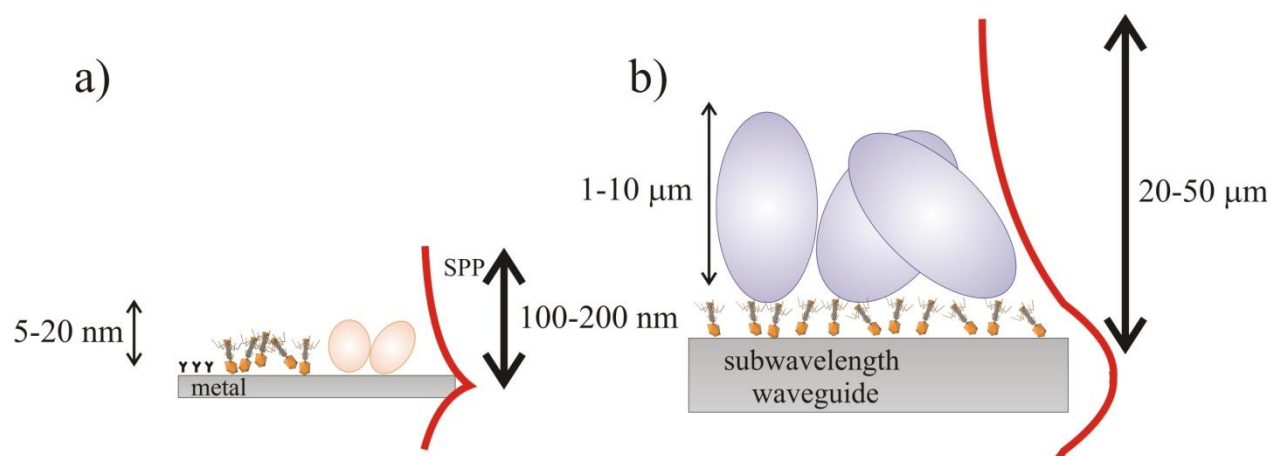 a)
5-20 nm
SPP
100-200 nm
metal
b)
1-10 μm
20-50 μm
subwavelength
waveguide